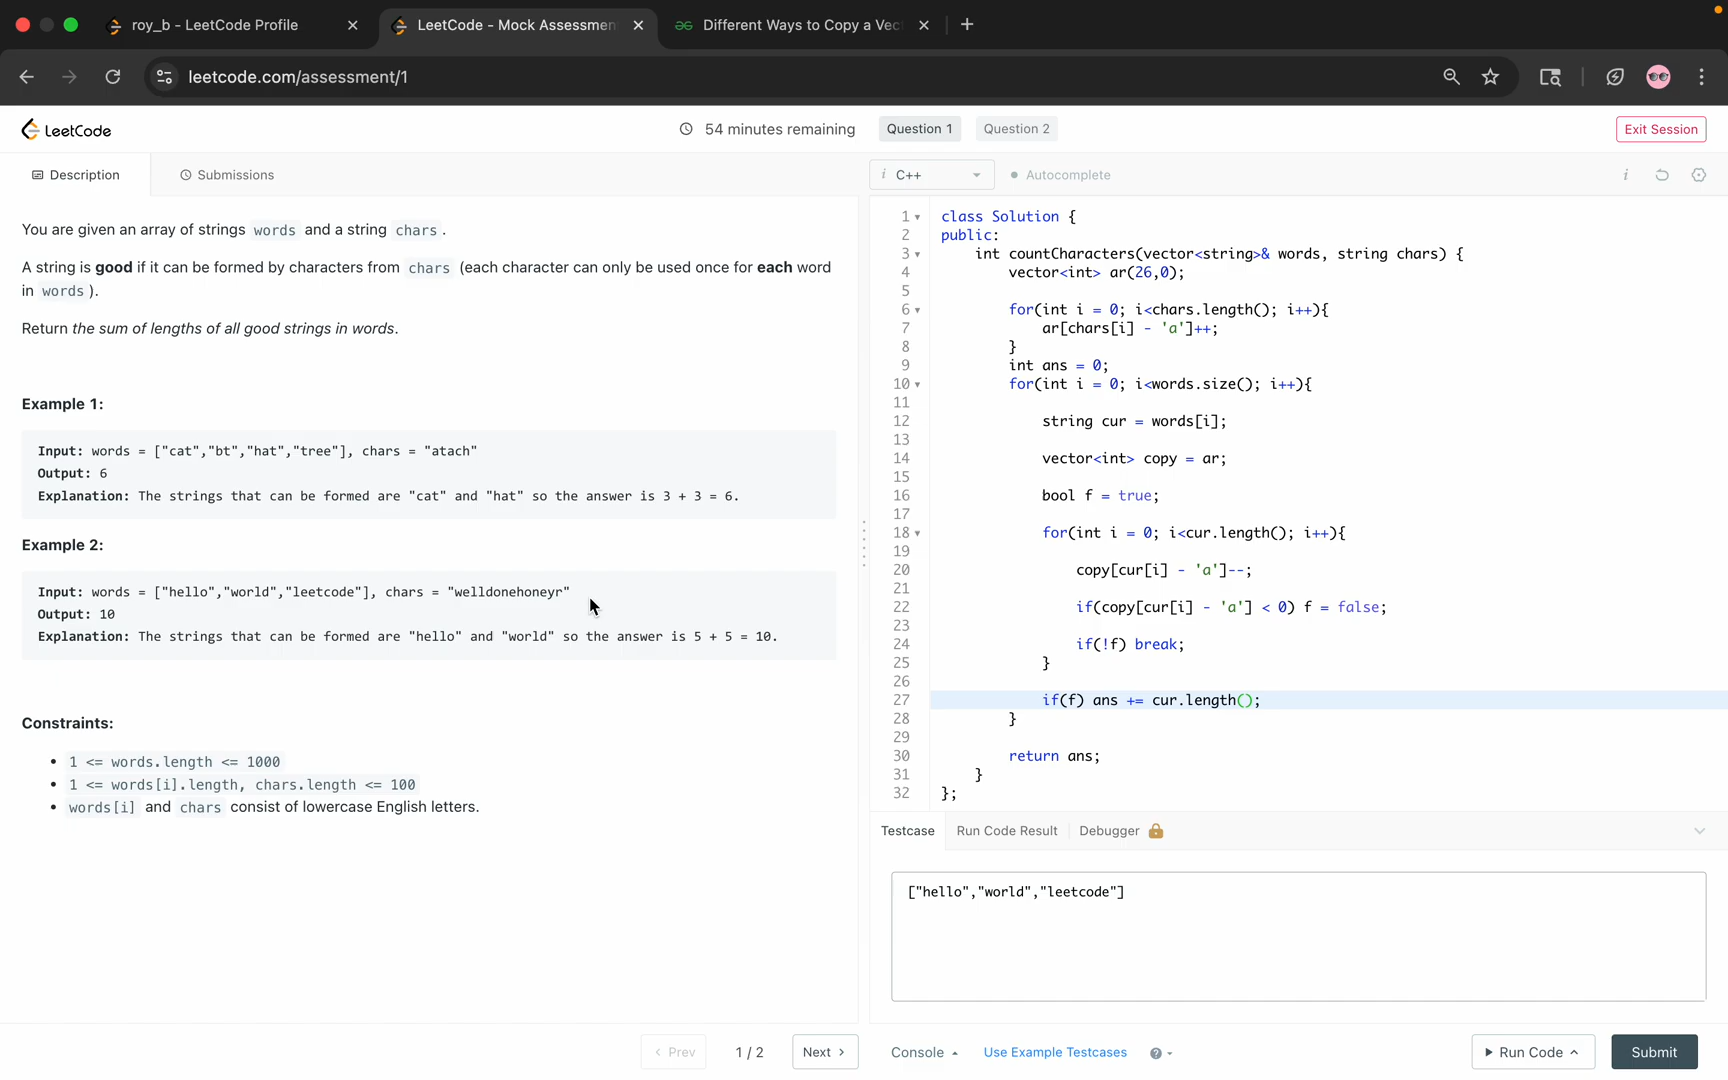 roy_b - LeetCode Profile
LeetCode - Mock Assessmen
Different Ways to Copy a Vec
leetcode.com/assessment/1
LeetCode
54 minutes remaining
Question 1
Question 2
Exit Session
Description
Submissions
i C++
Autocomplete
i
You are given an array of strings words and a string chars.
A string is good if it can be formed by characters from chars (each character can only be used once for each word
in words ).
Return the sum of lengths of all good strings in words.
Example 1:
Input: words = ["cat","bt","hat","tree"], chars = "atach"
Output: 6
Explanation: The strings that can be formed are "cat" and "hat" so the answer is 3 + 3 = 6.
Example 2:
Input: words = ["hello","world","leetcode"], chars = "welldonehoneyr"
Output: 10
Explanation: The strings that can be formed are "hello" and "world" so the answer is 5 + 5 = 10.
Constraints:
• 1 <= words.length <= 1000
• 1 <= words[i].length, chars.length <= 100
• words[i] and chars consist of lowercase English letters.
1 class Solution {
2 public:
3 int countCharacters(vector<string>& words, string chars) {
4 vector<int> ar(26,0);
5
6 for(int i = 0; i<chars.length(); i++){
7 ar[chars[i] - 'a']++;
8 }
9 int ans = 0;
10 for(int i = 0; i<words.size(); i++){
11
12 string cur = words[i];
13
14 vector<int> copy = ar;
15
16 bool f = true;
17
18 for(int i = 0; i<cur.length(); i++){
19
20 copy[cur[i] - 'a']--;
21
22 if(copy[cur[i] - 'a'] < 0) f = false;
23
24 if(!f) break;
25 }
26
27 if(f) ans += cur.length();
28 }
29
30 return ans;
31 }
32 };
Testcase
Run Code Result
Debugger
["hello","world","leetcode"]
< Prev
1 / 2
Next >
Console
Use Example Testcases
?
Run Code
Submit